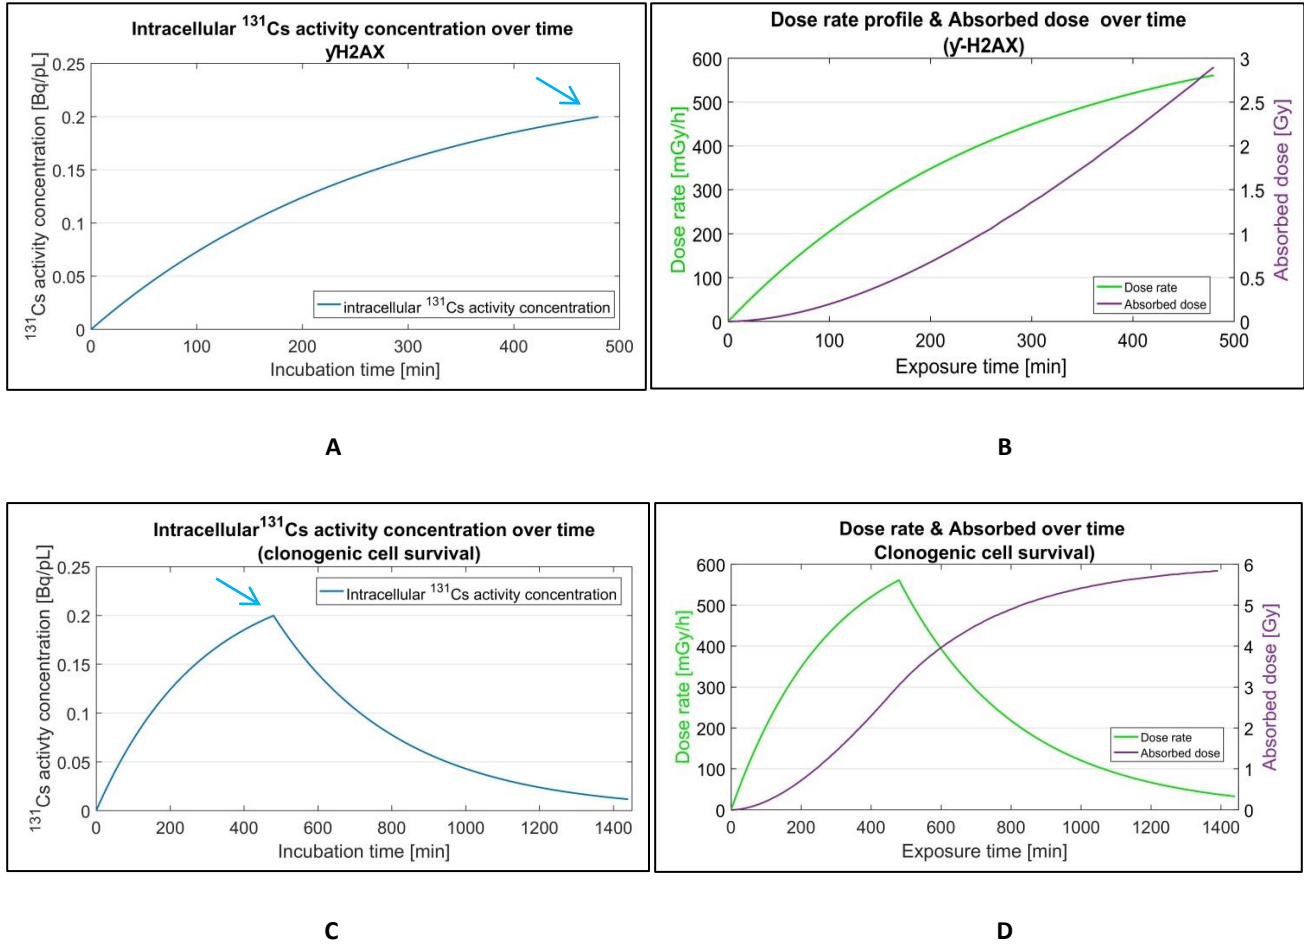 Intracellular ¹³¹Cs activity concentration over time
γ́H2AX
¹³¹Cs activity concentration [Bq/pL]
0.25
0.2
0.15
0.1
0.05
0
0 100 200 300 400 500
Incubation time [min]
intracellular ¹³¹Cs activity concentration
A
Dose rate profile & Absorbed dose over time
(γ́-H2AX)
Dose rate [mGy/h]
600
500
400
300
200
100
0
Absorbed dose [Gy]
3
2.5
2
1.5
1
0.5
0
0 100 200 300 400 500
Exposure time [min]
Dose rate
Absorbed dose
B
Intracellular¹³¹Cs activity concentration over time
(clonogenic cell survival)
¹³¹Cs activty concentration [Bq/pL]
0.25
0.2
0.15
0.1
0.05
0
0 200 400 600 800 1000 1200 1400
Incubation time [min]
Intracellular ¹³¹Cs activity concentration
C
Dose rate & Absorbed over time
Clonogenic cell survival)
Dose rate [mGy/h]
600
500
400
300
200
100
0
Absorbed dose [Gy]
6
5
4
3
2
1
0
0 200 400 600 800 1000 1200 1400
Exposure time [min]
Dose rate
Absorbed dose
D